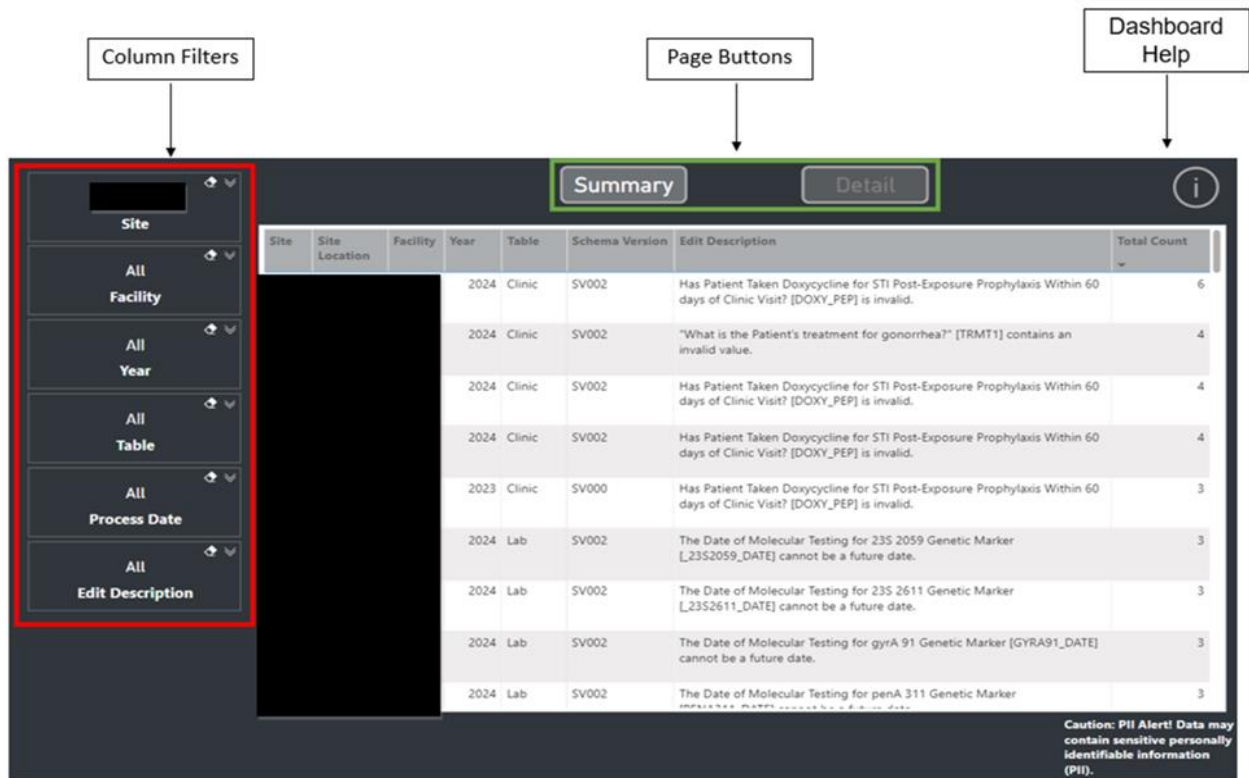 Dashboard
Help
Column Filters
Page Buttons
Summary
Detail
i
Site
All
Facility
All
Year
All
Table
All
Process Date
All
Edit Description
Site Site Location Facility Year Table Schema Version Edit Description Total Count
2024 Clinic SV002 Has Patient Taken Doxycycline for STI Post-Exposure Prophylaxis Within 60 6
days of Clinic Visit? [DOXY_PEP] is invalid.
2024 Clinic SV002 "What is the Patient's treatment for gonorrhea?" [TRMT1] contains an 4
invalid value.
2024 Clinic SV002 Has Patient Taken Doxycycline for STI Post-Exposure Prophylaxis Within 60 4
days of Clinic Visit? [DOXY_PEP] is invalid.
2024 Clinic SV002 Has Patient Taken Doxycycline for STI Post-Exposure Prophylaxis Within 60 4
days of Clinic Visit? [DOXY_PEP] is invalid.
2023 Clinic SV000 Has Patient Taken Doxycycline for STI Post-Exposure Prophylaxis Within 60 3
days of Clinic Visit? [DOXY_PEP] is invalid.
2024 Lab SV002 The Date of Molecular Testing for 23S 2059 Genetic Marker 3
[_23S2059_DATE] cannot be a future date.
2024 Lab SV002 The Date of Molecular Testing for 23S 2611 Genetic Marker 3
[_23S2611_DATE] cannot be a future date.
2024 Lab SV002 The Date of Molecular Testing for gyrA 91 Genetic Marker [GYRA91_DATE] 3
cannot be a future date.
2024 Lab SV002 The Date of Molecular Testing for penA 311 Genetic Marker 3
Caution: PII Alert! Data may
contain sensitive personally
identifiable information
(PII).